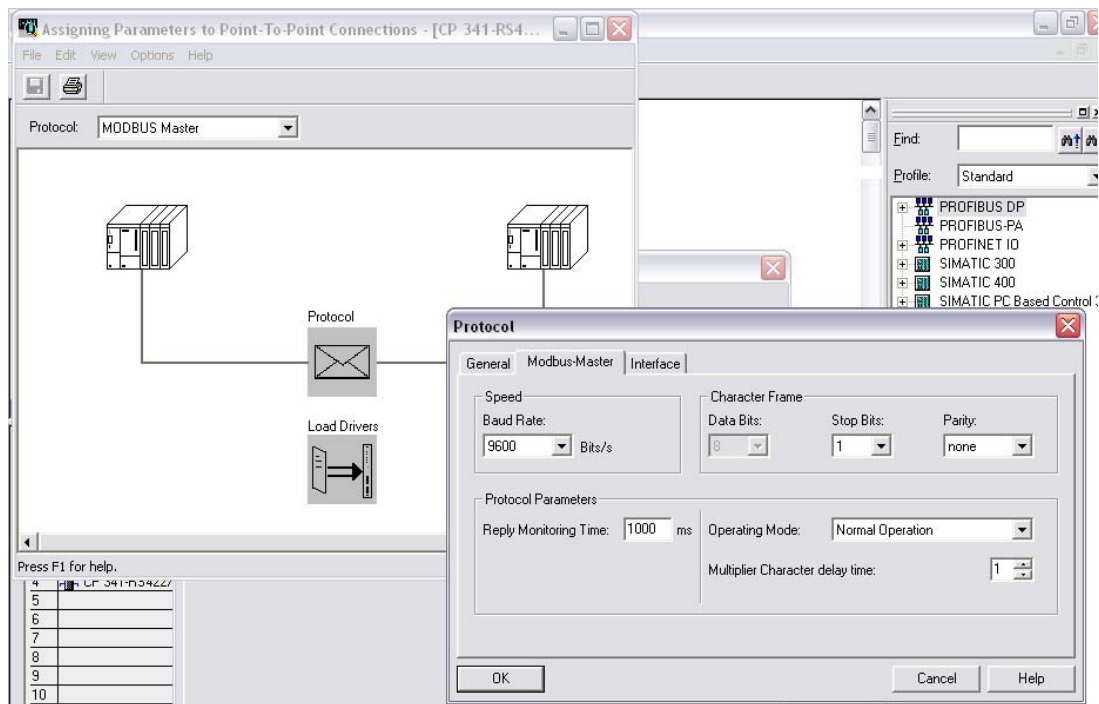 Assigning Parameters to Point-To-Point Connections - [CP 341-RS4...
File Edit View Options Help
Protocol: MODBUS Master
Find:
Profile: Standard
PROFIBUS DP
PROFIBUS-PA
PROFINET IO
SIMATIC 300
SIMATIC 400
SIMATIC PC Based Control
Protocol
Load Drivers
Press F1 for help.
4 CP 341-RS422/
5
6
7
8
9
10
Protocol
General Modbus-Master Interface
Speed
Baud Rate:
9600 Bits/s
Character Frame
Data Bits: Stop Bits: Parity:
8 1 none
Protocol Parameters
Reply Monitoring Time: 1000 ms
Operating Mode: Normal Operation
Multiplier Character delay time: 1
OK Cancel Help